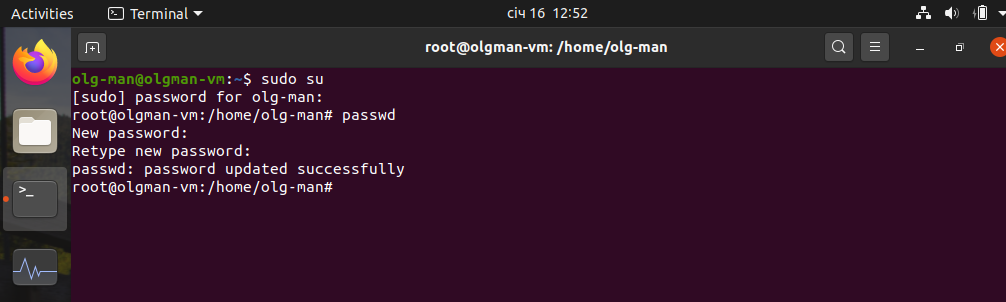 Activities
Terminal
січ 16 12:52
root@olgman-vm: /home/olg-man
olg-man@olgman-vm:~$ sudo su
[sudo] password for olg-man:
root@olgman-vm:/home/olg-man# passwd
New password:
Retype new password:
passwd: password updated successfully
root@olgman-vm:/home/olg-man#